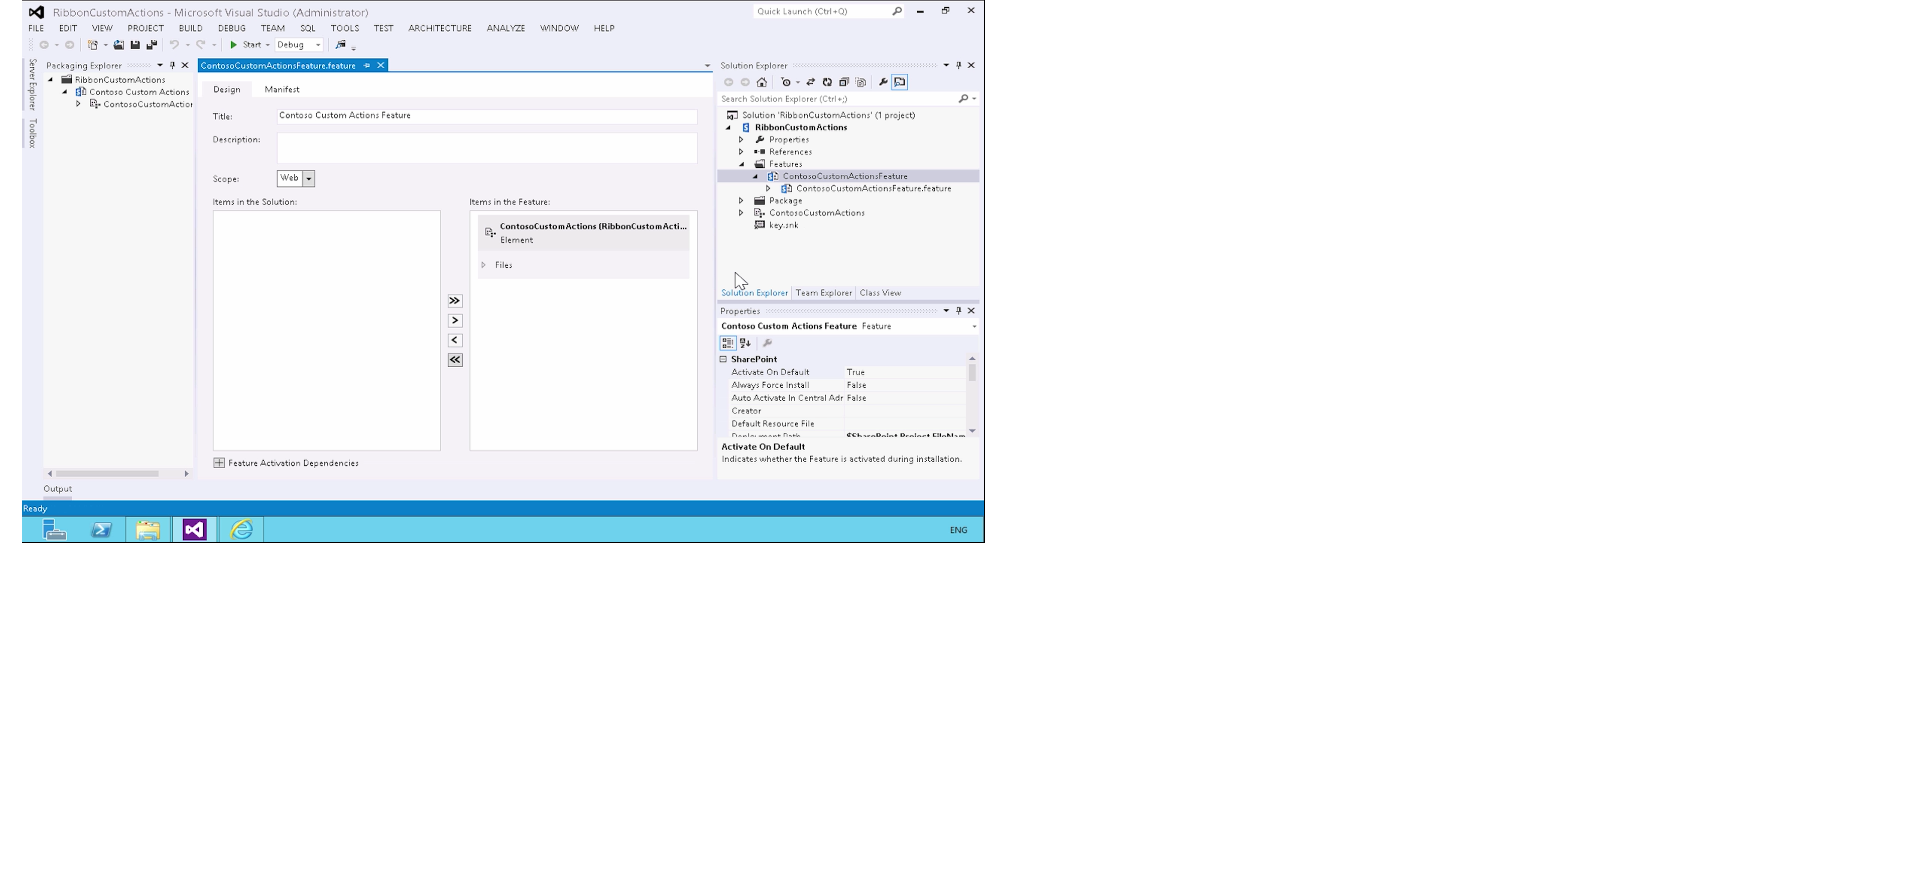 RibbonCustomActions - Microsoft Visual Studio (Administrator)
Quick Launch (Ctrl+Q)
FILE EDIT VIEW PROJECT BUILD DEBUG TEAM SQL TOOLS TEST ARCHITECTURE ANALYZE WINDOW HELP
Start Debug
Server Explorer
Toolbox
Packaging Explorer
RibbonCustomActions
Contoso Custom Actions
ContosoCustomAction
ContosoCustomActionsFeature.feature
Design Manifest
Title: Contoso Custom Actions Feature
Description:
Scope: Web
Items in the Solution:
Items in the Feature:
ContosoCustomActions (RibbonCustomActi...
Element
Files
Feature Activation Dependencies
Solution Explorer
Search Solution Explorer (Ctrl+;)
Solution 'RibbonCustomActions' (1 project)
RibbonCustomActions
Properties
References
Features
ContosoCustomActionsFeature
ContosoCustomActionsFeature.feature
Package
ContosoCustomActions
key.snk
Solution Explorer Team Explorer Class View
Properties
Contoso Custom Actions Feature Feature
SharePoint
Activate On Default True
Always Force Install False
Auto Activate In Central Adr False
Creator
Default Resource File
Deployment Path $SharePoint.Project.FileNam
Activate On Default
Indicates whether the Feature is activated during installation.
Output
Ready
ENG